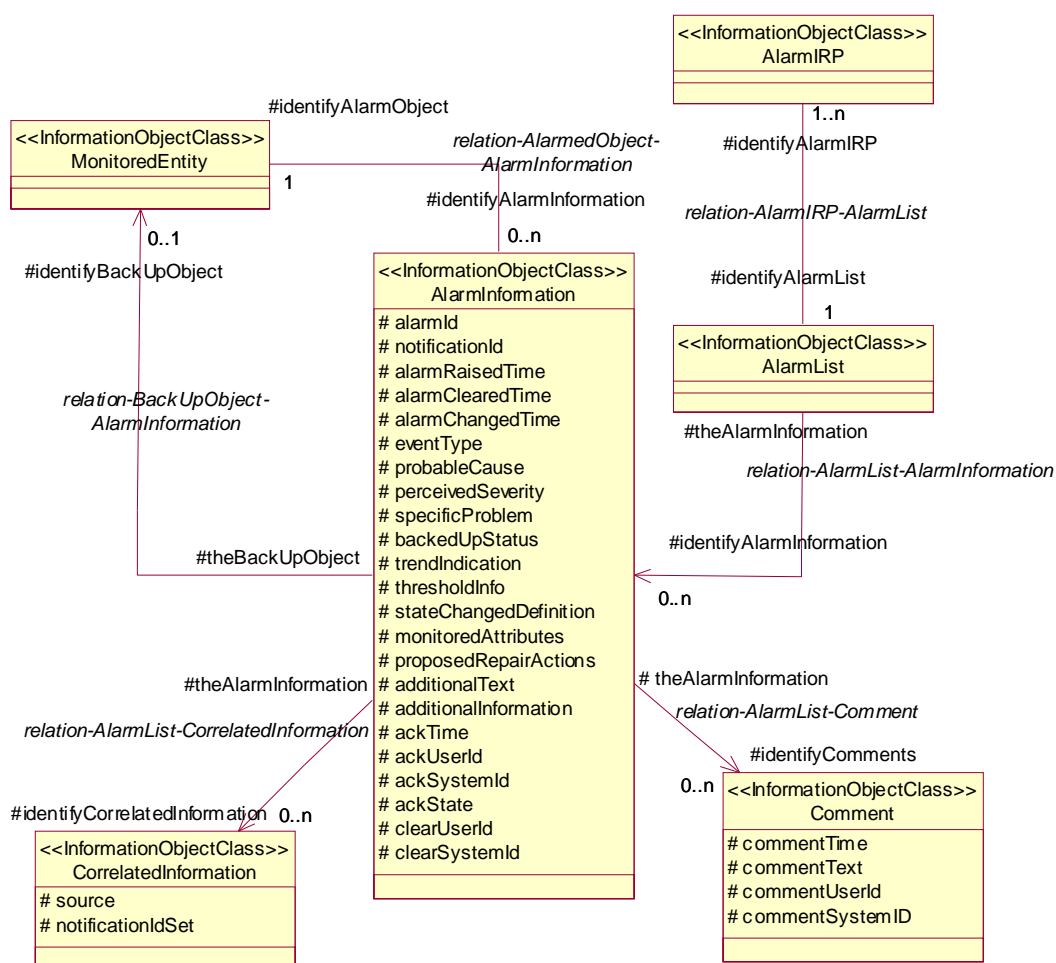 <<InformationObjectClass>>
AlarmIRP
1..n
#identifyAlarmIRP
relation-AlarmIRP-AlarmList
#identifyAlarmList
1
<<InformationObjectClass>>
AlarmList
#theAlarmInformation
relation-AlarmList-AlarmInformation
#identifyAlarmInformation
0..n
#identifyAlarmObject
<<InformationObjectClass>>
MonitoredEntity
1
relation-AlarmedObject-
AlarmInformation
#identifyAlarmInformation
0..n
0..1
#identifyBackUpObject
relation-BackUpObject-
AlarmInformation
#theBackUpObject
<<InformationObjectClass>>
AlarmInformation
# alarmId
# notificationId
# alarmRaisedTime
# alarmClearedTime
# alarmChangedTime
# eventType
# probableCause
# perceivedSeverity
# specificProblem
# backedUpStatus
# trendIndication
# thresholdInfo
# stateChangedDefinition
# monitoredAttributes
# proposedRepairActions
# additionalText
# additionalInformation
# ackTime
# ackUserId
# ackSystemId
# ackState
# clearUserId
# clearSystemId
#theAlarmInformation
relation-AlarmList-CorrelatedInformation
#identifyCorrelatedInformation
0..n
<<InformationObjectClass>>
CorrelatedInformation
# source
# notificationIdSet
# theAlarmInformation
relation-AlarmList-Comment
#identifyComments
0..n
<<InformationObjectClass>>
Comment
# commentTime
# commentText
# commentUserId
# commentSystemID